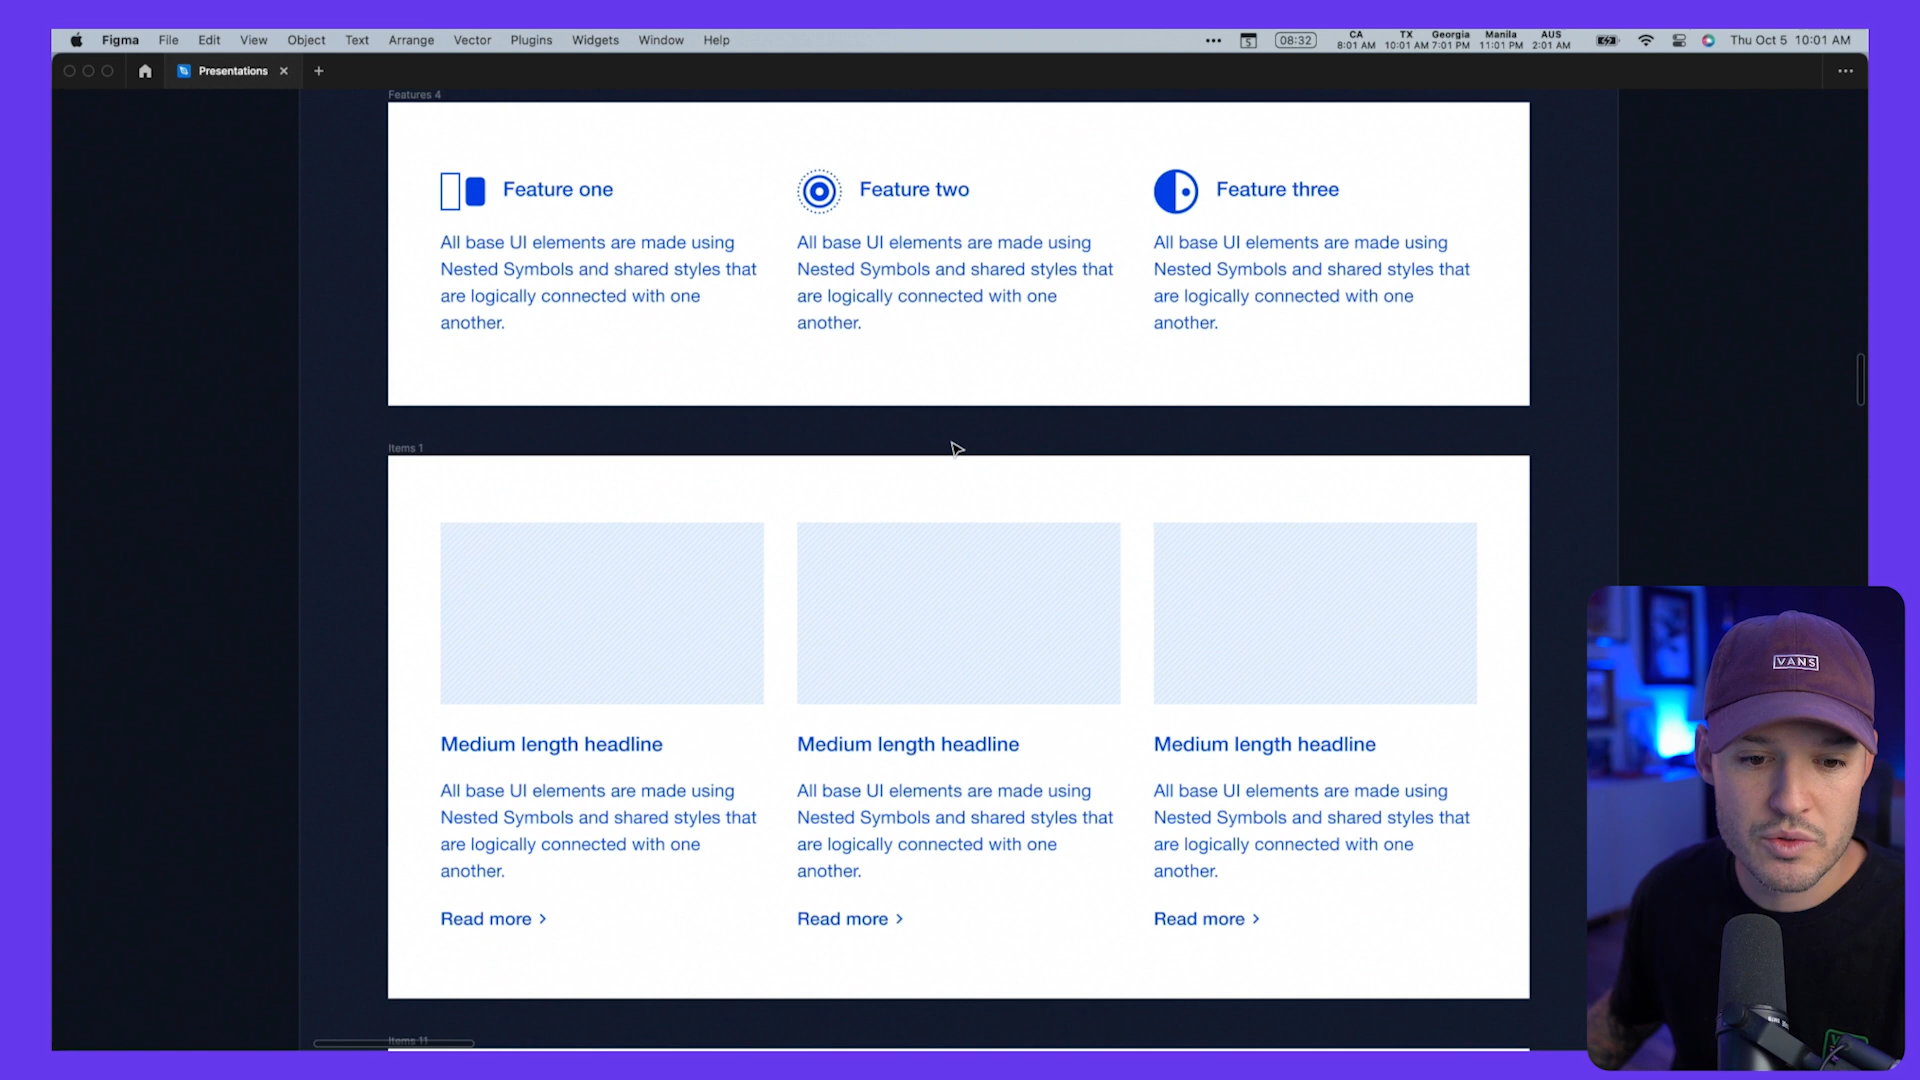 Figma File Edit View Object Text Arrange Vector Plugins Widgets Window Help
5 08:32 CA TX Georgia Manila AUS Thu Oct 5 10:01 AM
8:01 AM 10:01 AM 7:01 PM 11:01 PM 2:01 AM
Presentations
Features 4
Feature one
All base UI elements are made using
Nested Symbols and shared styles that
are logically connected with one
another.
Feature two
All base UI elements are made using
Nested Symbols and shared styles that
are logically connected with one
another.
Feature three
All base UI elements are made using
Nested Symbols and shared styles that
are logically connected with one
another.
Items 1
Medium length headline
All base UI elements are made using
Nested Symbols and shared styles that
are logically connected with one
another.
Read more >
Medium length headline
All base UI elements are made using
Nested Symbols and shared styles that
are logically connected with one
another.
Read more >
Medium length headline
All base UI elements are made using
Nested Symbols and shared styles that
are logically connected with one
another.
Read more >
Items 11
VANS